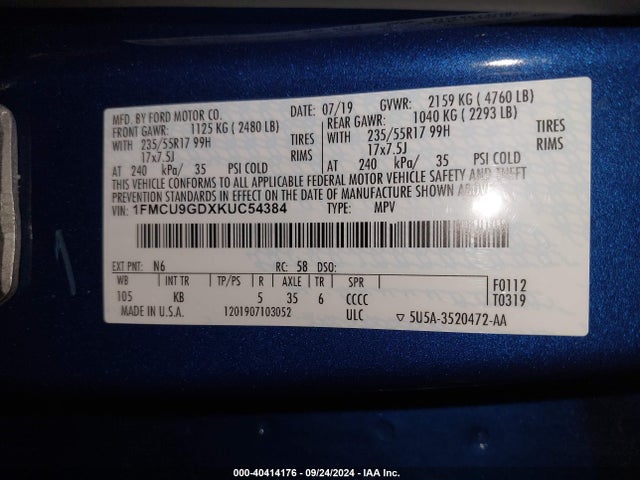 MFD. BY FORD MOTOR CO.
DATE: 07/19 GVWR: 2159 KG ( 4760 LB)
FRONT GAWR: 1125 KG ( 2480 LB) REAR GAWR: 1040 KG ( 2293 LB)
WITH 235/55R17 99H TIRES WITH 235/55R17 99H TIRES
17x7.5J RIMS 17x7.5J RIMS
AT 240 kPa/ 35 PSI COLD AT 240 kPa/ 35 PSI COLD
THIS VEHICLE CONFORMS TO ALL APPLICABLE FEDERAL MOTOR VEHICLE SAFETY AND THEFT
PREVENTION STANDARDS IN EFFECT ON THE DATE OF MANUFACTURE SHOWN ABOVE.
VIN: 1FMCU9GDXKUC54384 TYPE: MPV
EXT PNT: N6 RC: 58 DSO:
WB INT TR TP/PS R AXLE TR SPR F0112
105 KB 5 35 6 CCCC T0319
MADE IN U.S.A. 1201907103052 ULC ▽ 5U5A-3520472-AA
000-40414176 - 09/24/2024 - IAA Inc.